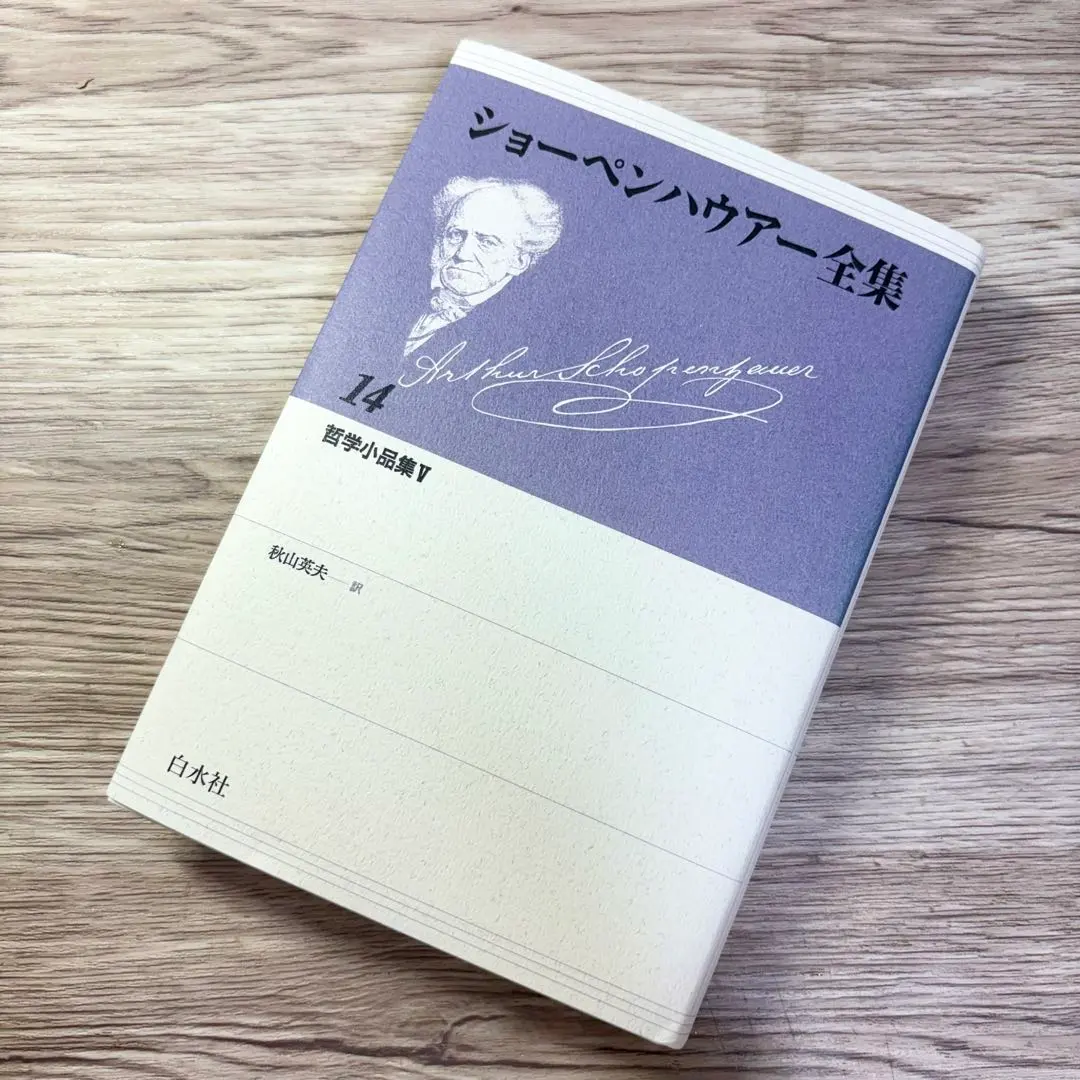 ショーペンハウアー全集
Arthur Schopenhauer
14
哲学小品集Ⅴ
秋山英夫──訳
白水社